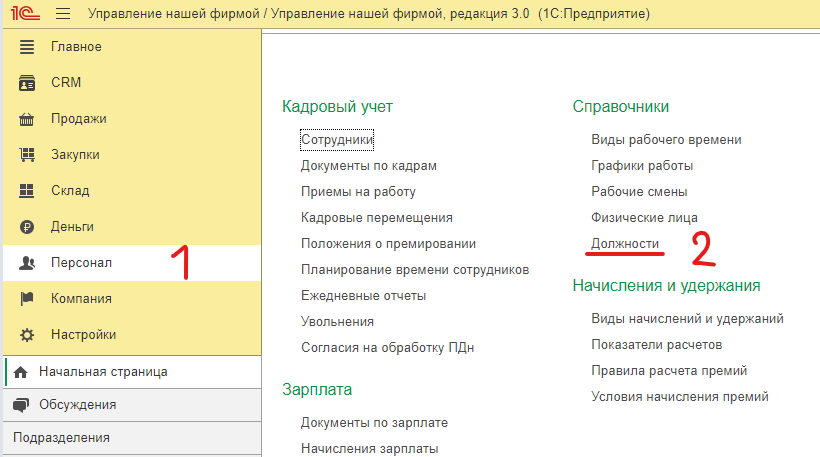 1С Управление нашей фирмой / Управление нашей фирмой, редакция 3.0 (1С:Предприятие)
Главное
CRM
Продажи
Закупки
Склад
Деньги
Персонал 1
Компания
Настройки
Начальная страница
Обсуждения
Подразделения
Кадровый учет
Сотрудники
Документы по кадрам
Приемы на работу
Кадровые перемещения
Положения о премировании
Планирование времени сотрудников
Ежедневные отчеты
Увольнения
Согласия на обработку ПДн
Зарплата
Документы по зарплате
Начисления зарплаты
Справочники
Виды рабочего времени
Графики работы
Рабочие смены
Физические лица
Должности 2
Начисления и удержания
Виды начислений и удержаний
Показатели расчетов
Правила расчета премий
Условия начисления премий